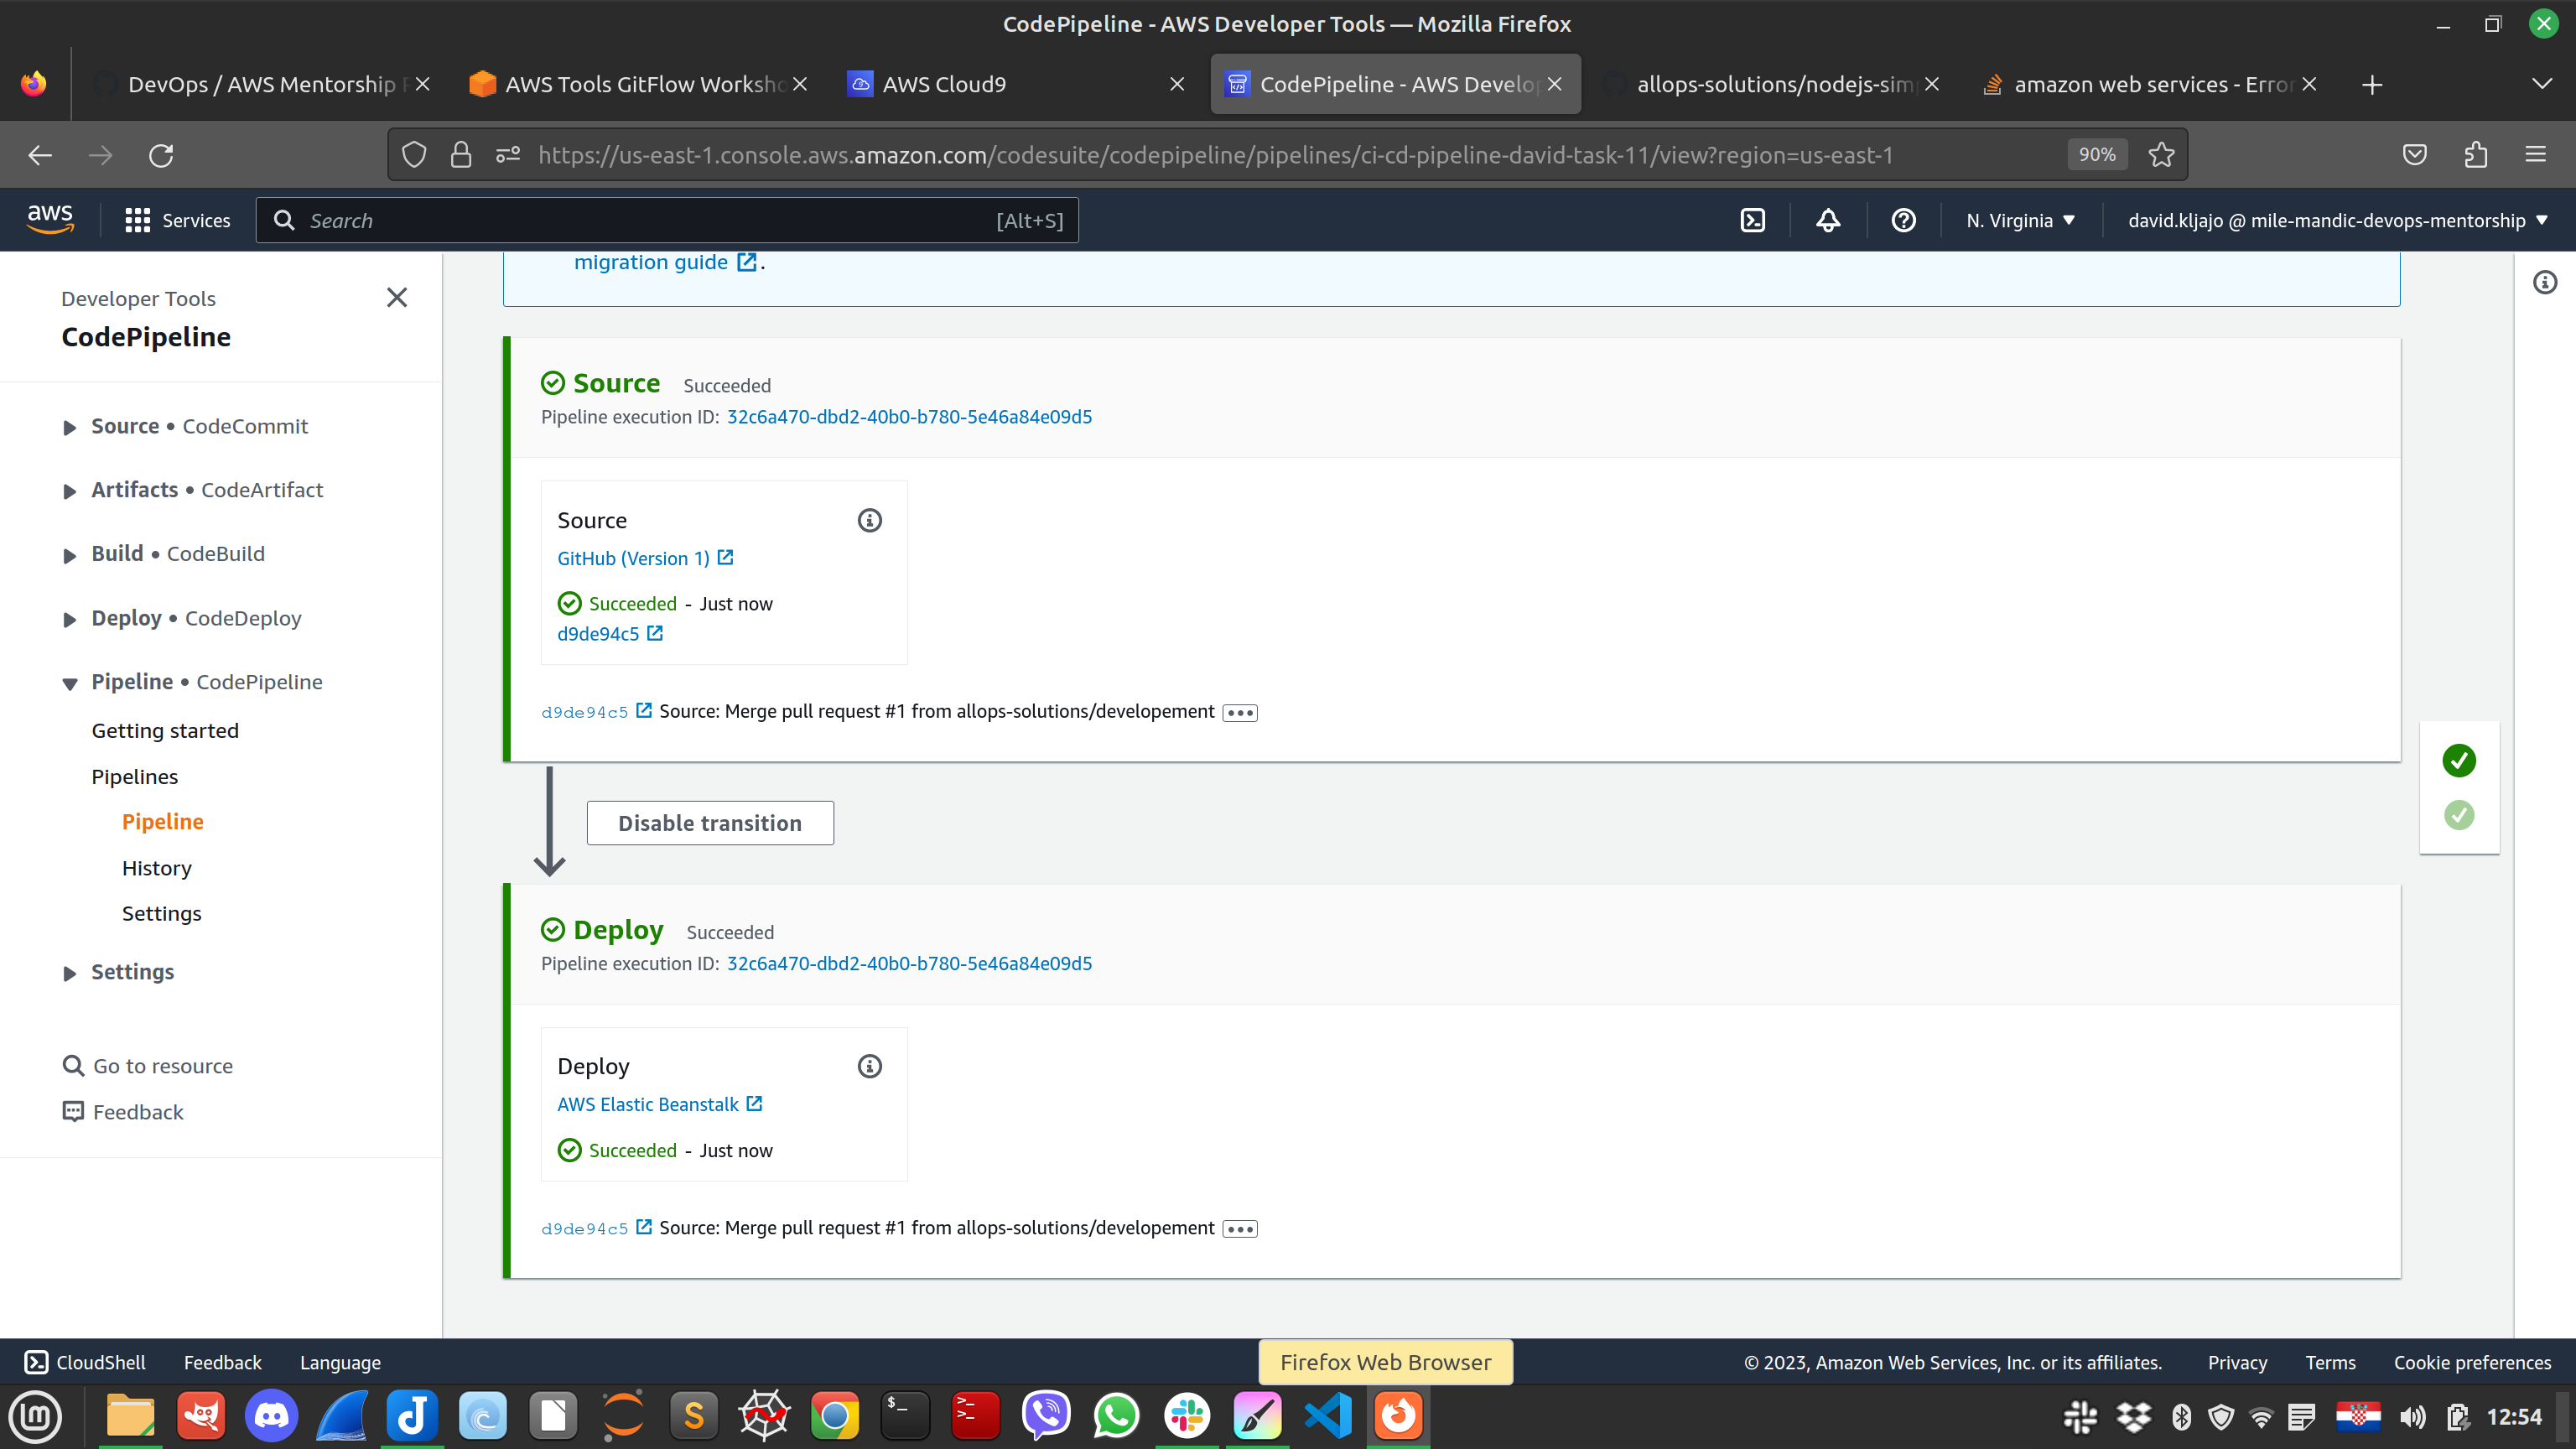 CodePipeline - AWS Developer Tools — Mozilla Firefox
DevOps / AWS Mentorship
AWS Tools GitFlow Worksho
AWS Cloud9
CodePipeline - AWS Develop
allops-solutions/nodejs-sim
amazon web services - Error
https://us-east-1.console.aws.amazon.com/codesuite/codepipeline/pipelines/ci-cd-pipeline-david-task-11/view?region=us-east-1
90%
aws
Services
Search
[Alt+S]
N. Virginia
david.kljajo @ mile-mandic-devops-mentorship
Developer Tools
CodePipeline
Source • CodeCommit
Artifacts • CodeArtifact
Build • CodeBuild
Deploy • CodeDeploy
Pipeline • CodePipeline
Getting started
Pipelines
Pipeline
History
Settings
Settings
Go to resource
Feedback
migration guide .
Source Succeeded
Pipeline execution ID: 32c6a470-dbd2-40b0-b780-5e46a84e09d5
Source
GitHub (Version 1)
Succeeded - Just now
d9de94c5
d9de94c5 Source: Merge pull request #1 from allops-solutions/developement
Disable transition
Deploy Succeeded
Pipeline execution ID: 32c6a470-dbd2-40b0-b780-5e46a84e09d5
Deploy
AWS Elastic Beanstalk
Succeeded - Just now
d9de94c5 Source: Merge pull request #1 from allops-solutions/developement
CloudShell
Feedback
Language
Firefox Web Browser
© 2023, Amazon Web Services, Inc. or its affiliates.
Privacy
Terms
Cookie preferences
12:54